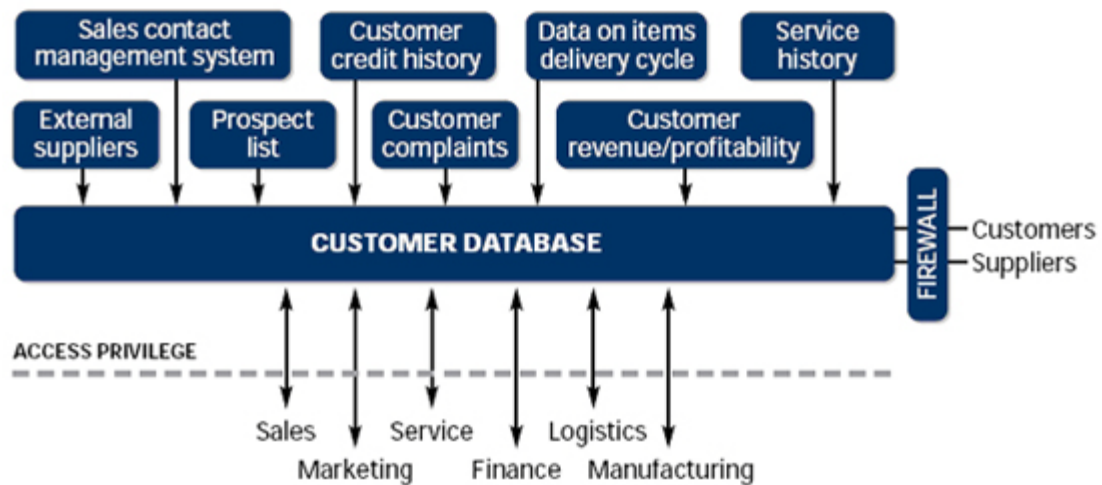 Sales contact
management system
Customer
credit history
Data on items
delivery cycle
Service
history
External
suppliers
Prospect
list
Customer
complaints
Customer
revenue/profitability
CUSTOMER DATABASE
FIREWALL
Customers
Suppliers
ACCESS PRIVILEGE
Sales
Service
Logistics
Marketing
Finance
Manufacturing